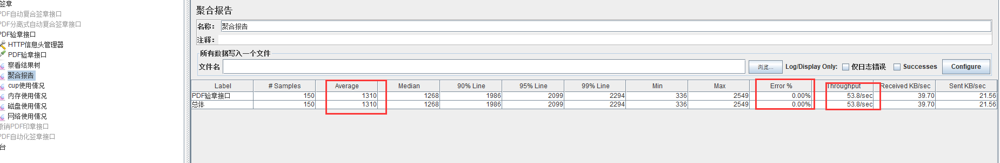 签章
PDF自动复合签章接口
PDF分离式自动复合签章接口
PDF验章接口
HTTP信息头管理器
PDF验章接口
察看结果树
聚合报告
cup使用情况
内存使用情况
磁盘使用情况
网络使用情况
撤销PDF印章接口
PDF自动化签章接口
台
聚合报告
名称： 聚合报告
注释：
所有数据写入一个文件
文件名 浏览... Log/Display Only: 仅日志错误 Successes Configure
Label # Samples Average Median 90% Line 95% Line 99% Line Min Max Error % Throughput Received KB/sec Sent KB/sec
PDF验章接口 150 1310 1268 1986 2099 2294 336 2549 0.00% 53.8/sec 39.70 21.56
总体 150 1310 1268 1986 2099 2294 336 2549 0.00% 53.8/sec 39.70 21.56